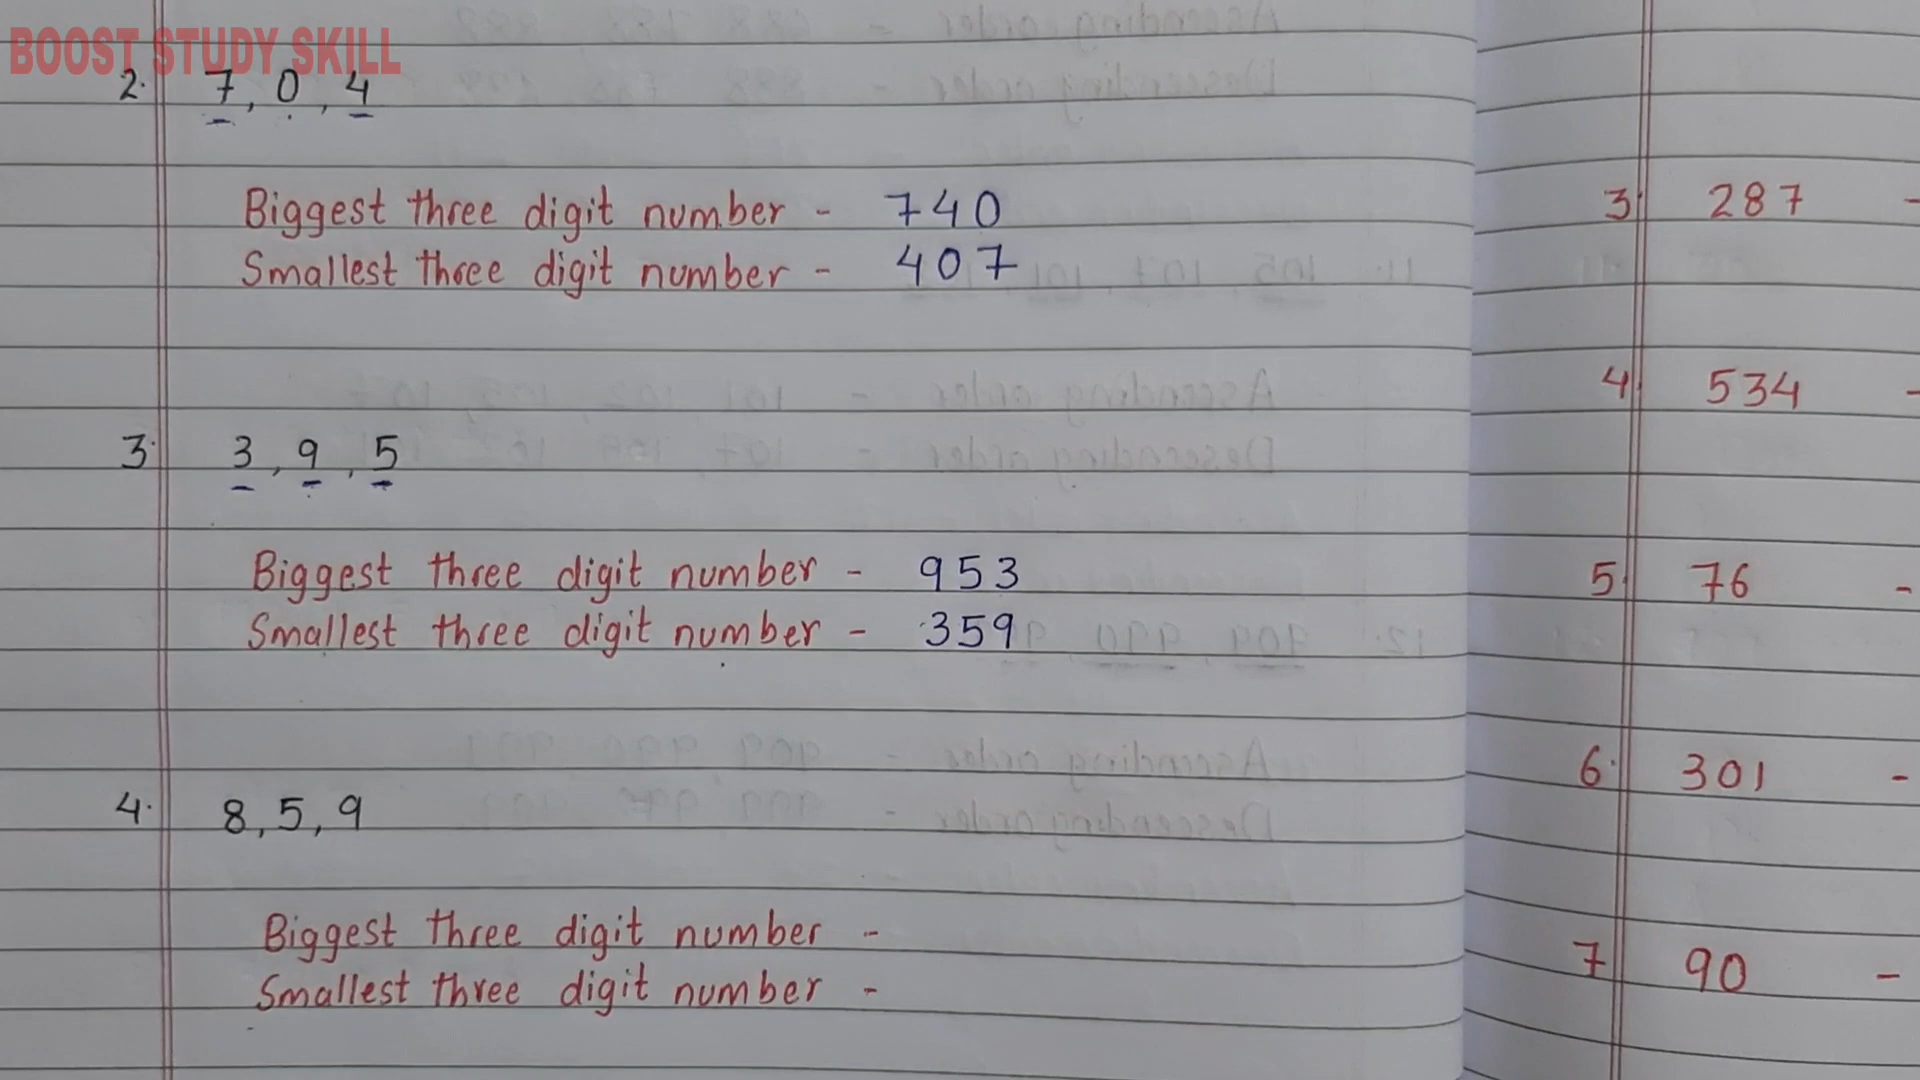 BOOST STUDY SKILL
2. 7, 0, 4
Biggest three digit number - 740
Smallest three digit number - 407
3. 3, 9, 5
Biggest three digit number - 953
Smallest three digit number - 359
4. 8, 5, 9
Biggest three digit number -
Smallest three digit number -
3. 287 -
4. 534 -
5. 76 -
6. 301 -
7 90 -